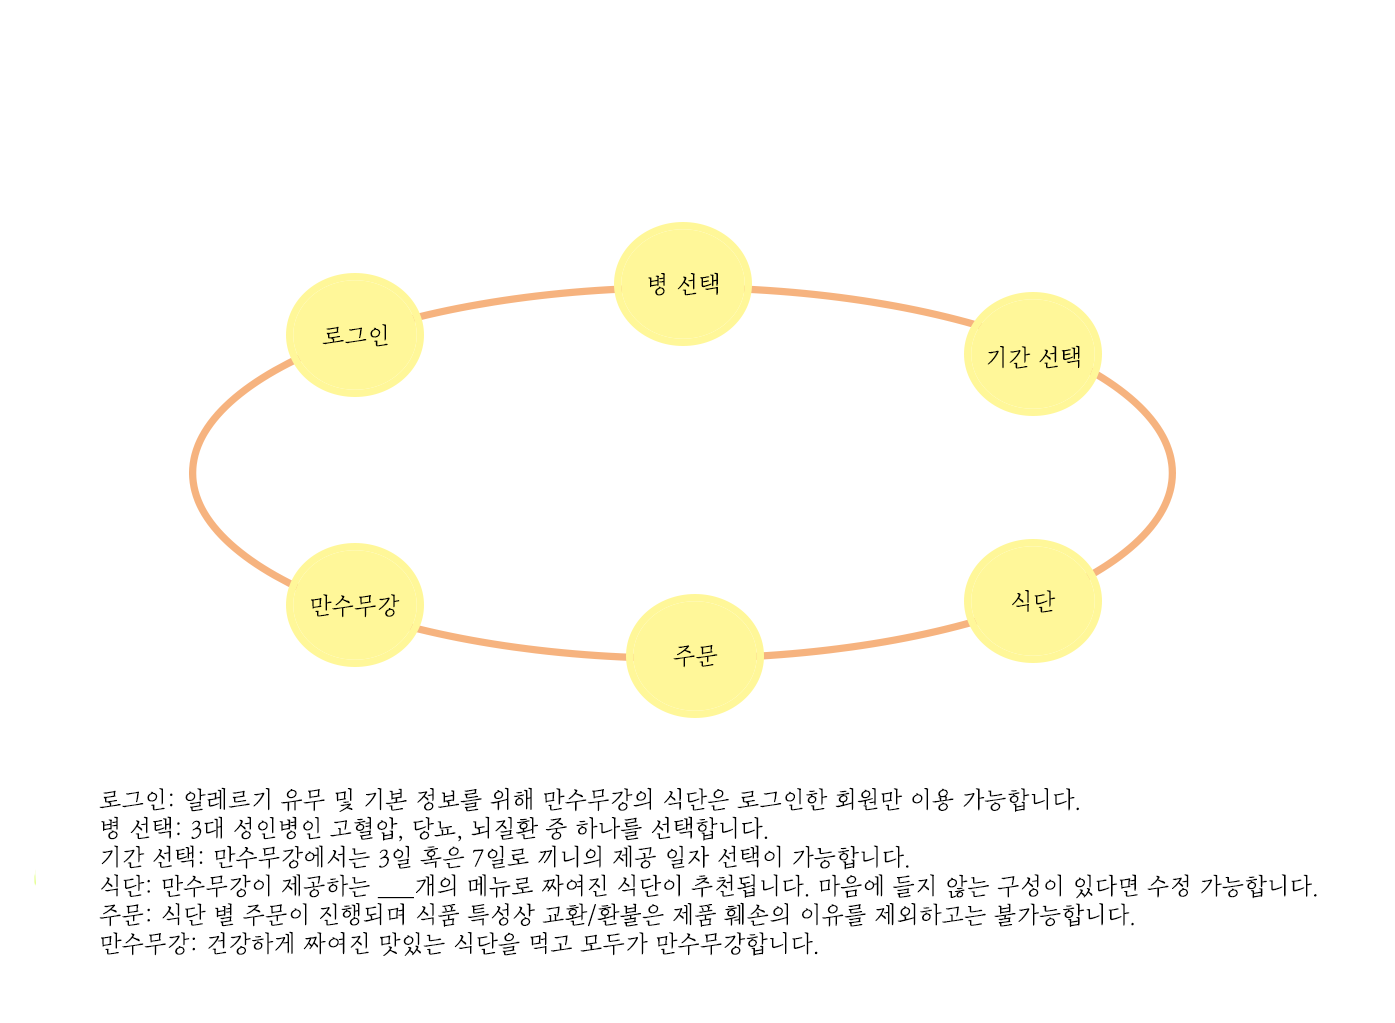 병 선택
로그인
기간 선택
만수무강
식단
주문
로그인: 알레르기 유무 및 기본 정보를 위해 만수무강의 식단은 로그인한 회원만 이용 가능합니다.
병 선택: 3대 성인병인 고혈압, 당뇨, 뇌질환 중 하나를 선택합니다.
기간 선택: 만수무강에서는 3일 혹은 7일로 끼니의 제공 일자 선택이 가능합니다.
식단: 만수무강이 제공하는 ___개의 메뉴로 짜여진 식단이 추천됩니다. 마음에 들지 않는 구성이 있다면 수정 가능합니다.
주문: 식단 별 주문이 진행되며 식품 특성상 교환/환불은 제품 훼손의 이유를 제외하고는 불가능합니다.
만수무강: 건강하게 짜여진 맛있는 식단을 먹고 모두가 만수무강합니다.